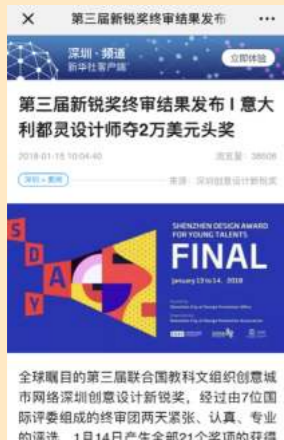 第三届新锐奖终审结果发布
深圳·频道
新华社客户端
立即体验
第三届新锐奖终审结果发布 I 意大
利都灵设计师夺2万美元头奖
2018-01-15 10:04:40
来源：深圳创意设计新锐奖
S
D
A
Y
SHENZHEN DESIGN AWARD
FOR YOUNG TALENTS
FINAL
January 13 to 14, 2018
全球瞩目的第三届联合国教科文组织创意城
市网络深圳创意设计新锐奖，经过由7位国
际评委组成的终审团两天紧张、认真、专业
的评选，1月14日产生全部21个奖项的获得